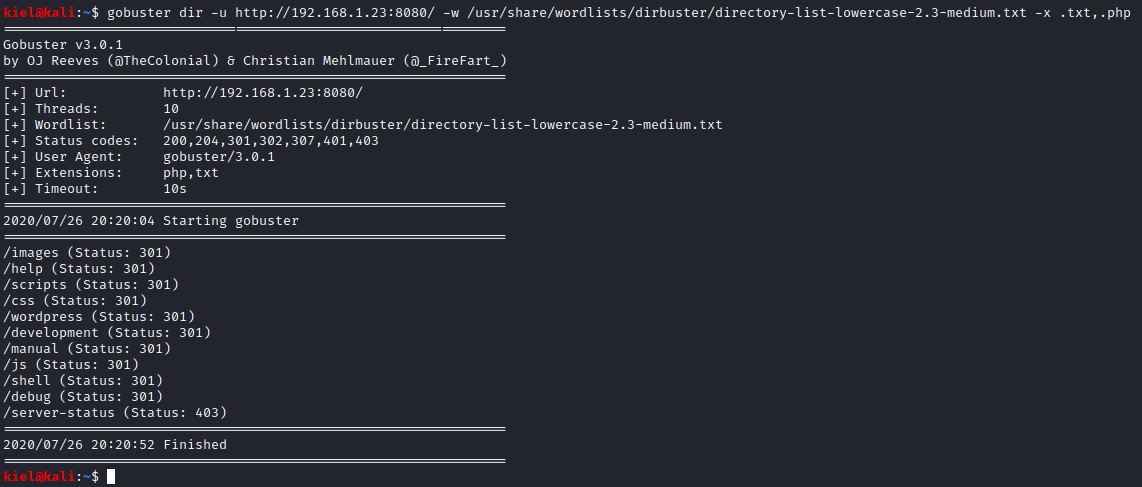 kiel@kali:~$ gobuster dir -u http://192.168.1.23:8080/ -w /usr/share/wordlists/dirbuster/directory-list-lowercase-2.3-medium.txt -x .txt,.php
===============================================================
Gobuster v3.0.1
by OJ Reeves (@TheColonial) & Christian Mehlmauer (@_FireFart_)
===============================================================
[+] Url:            http://192.168.1.23:8080/
[+] Threads:        10
[+] Wordlist:       /usr/share/wordlists/dirbuster/directory-list-lowercase-2.3-medium.txt
[+] Status codes:   200,204,301,302,307,401,403
[+] User Agent:     gobuster/3.0.1
[+] Extensions:     php,txt
[+] Timeout:        10s
===============================================================
2020/07/26 20:20:04 Starting gobuster
===============================================================
/images (Status: 301)
/help (Status: 301)
/scripts (Status: 301)
/css (Status: 301)
/wordpress (Status: 301)
/development (Status: 301)
/manual (Status: 301)
/js (Status: 301)
/shell (Status: 301)
/debug (Status: 301)
/server-status (Status: 403)
===============================================================
2020/07/26 20:20:52 Finished
===============================================================
kiel@kali:~$